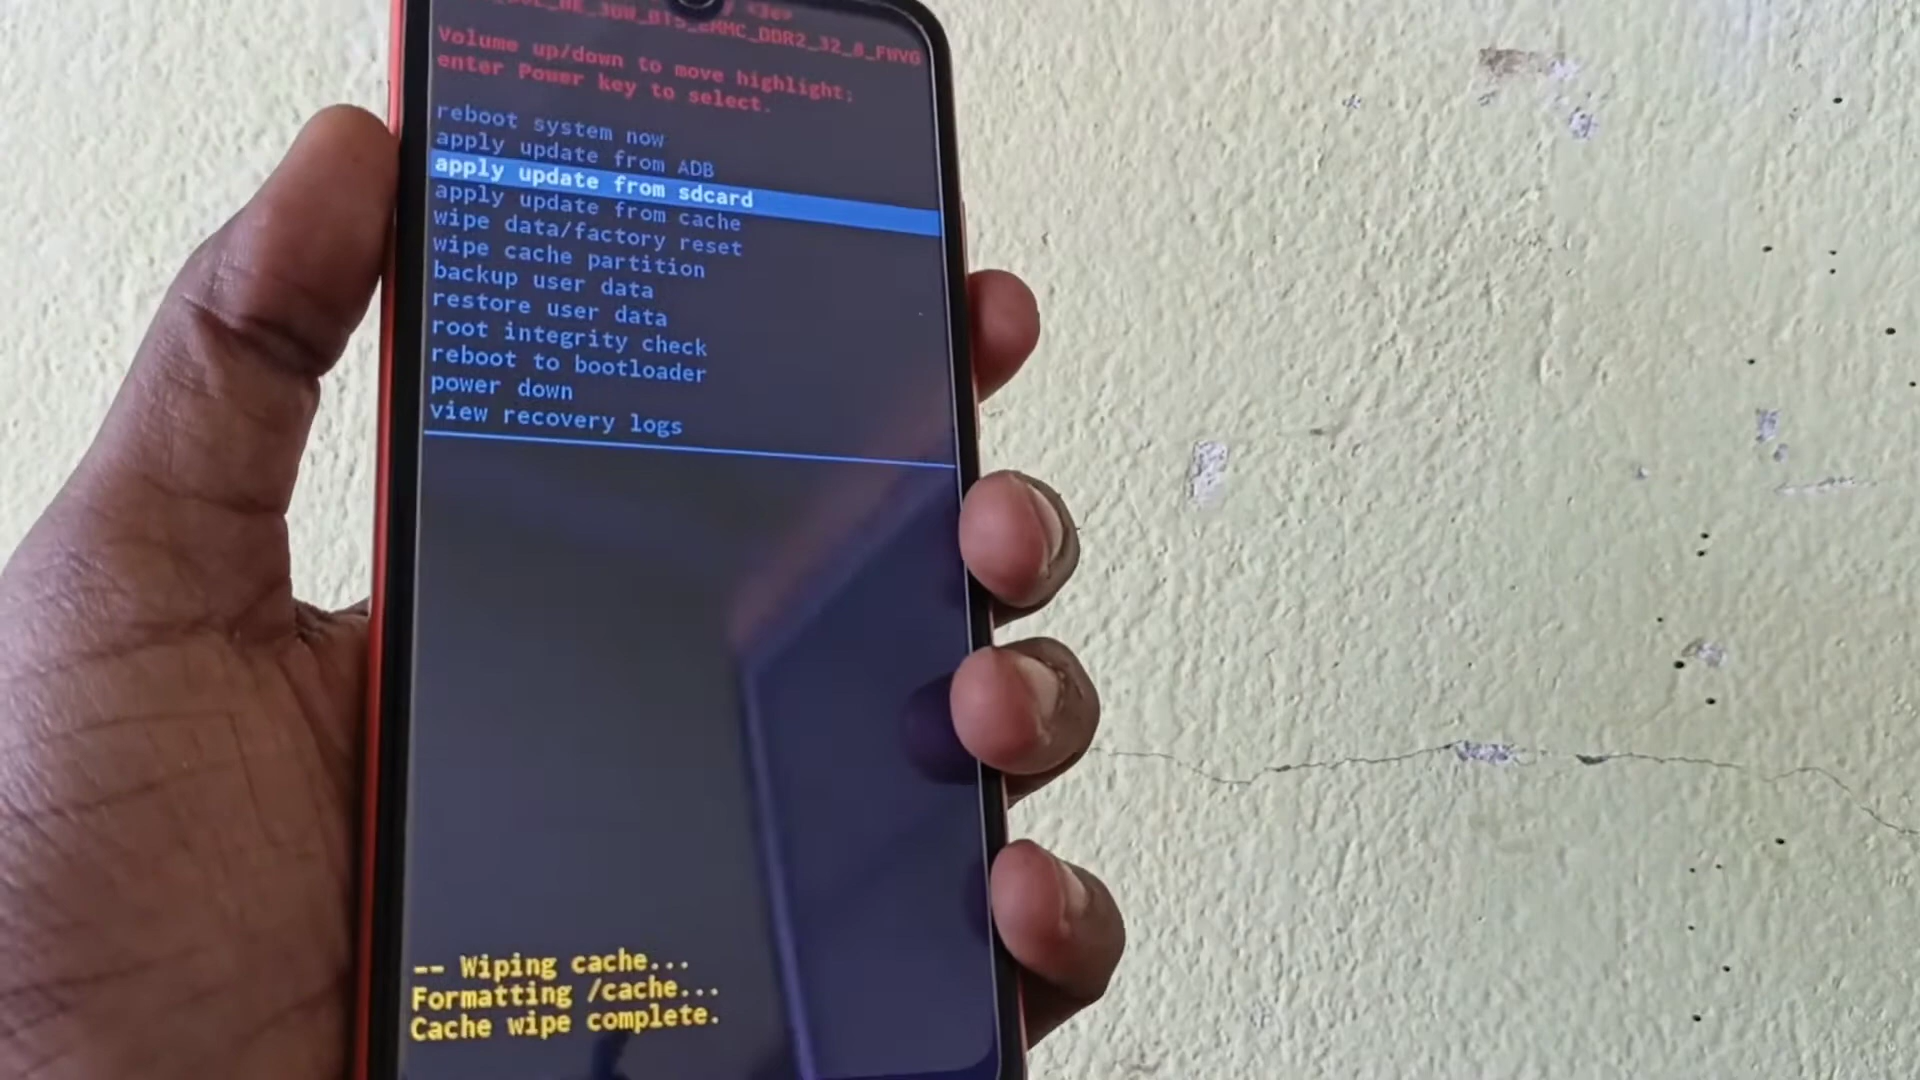 <3e>
3GW_BTS_EMMC_DDR2_32_8_FWVG
Volume up/down to move highlight;
enter Power key to select.
reboot system now
apply update from ADB
apply update from sdcard
apply update from cache
wipe data/factory reset
wipe cache partition
backup user data
restore user data
root integrity check
reboot to bootloader
power down
view recovery logs
-- Wiping cache...
Formatting /cache...
Cache wipe complete.